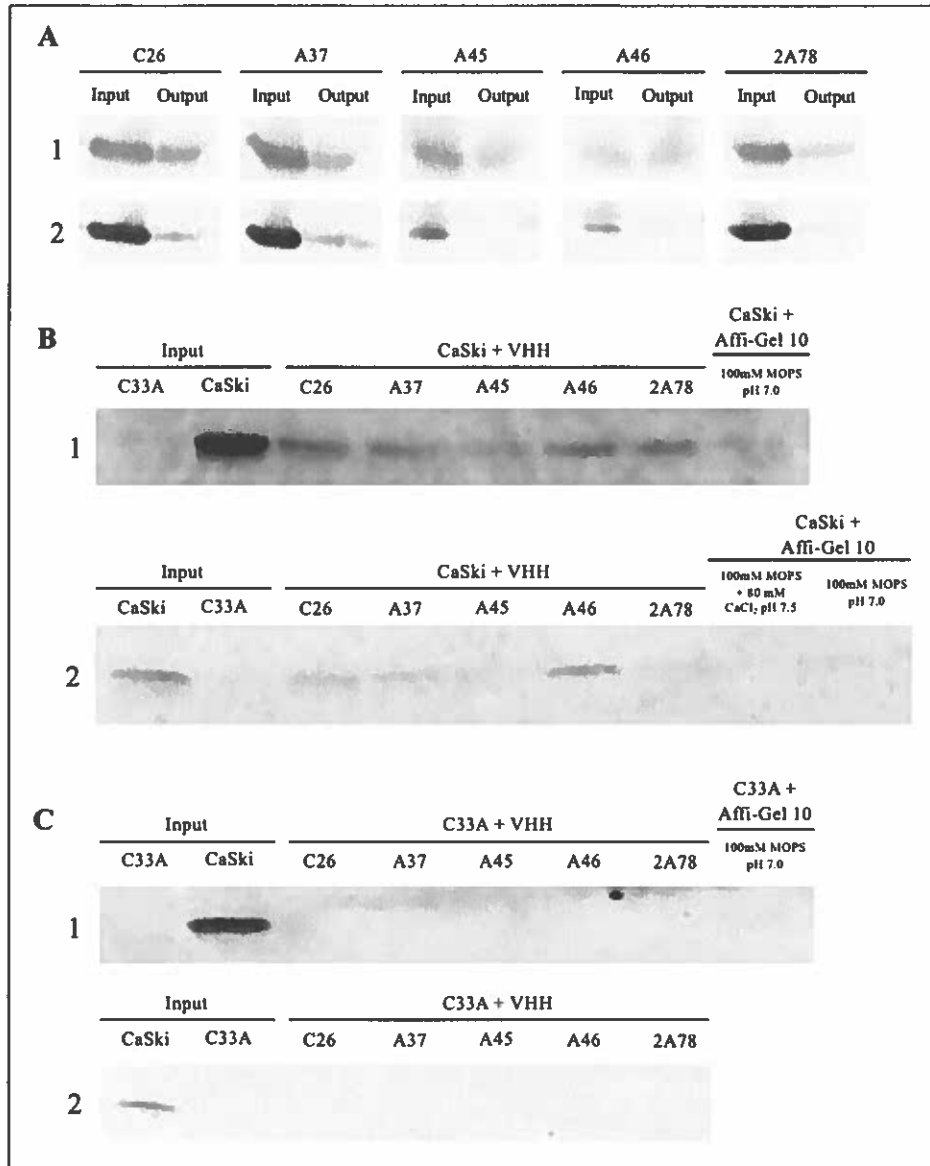 A
C26 A37 A45 A46 2A78
Input Output Input Output Input Output Input Output Input Output
1
2
CaSki +
Affi-Gel 10
B
Input CaSki + VHH
100mM MOPS
pH 7.0
C33A CaSki C26 A37 A45 A46 2A78
1
CaSki +
Affi-Gel 10
Input CaSki + VHH
100mM MOPS
+ 80 mM
CaCl₂ pH 7.5
100mM MOPS
pH 7.0
CaSki C33A C26 A37 A45 A46 2A78
2
C33A +
Affi-Gel 10
C
Input C33A + VHH
100mM MOPS
pH 7.0
C33A CaSki C26 A37 A45 A46 2A78
1
Input C33A + VHH
CaSki C33A C26 A37 A45 A46 2A78
2